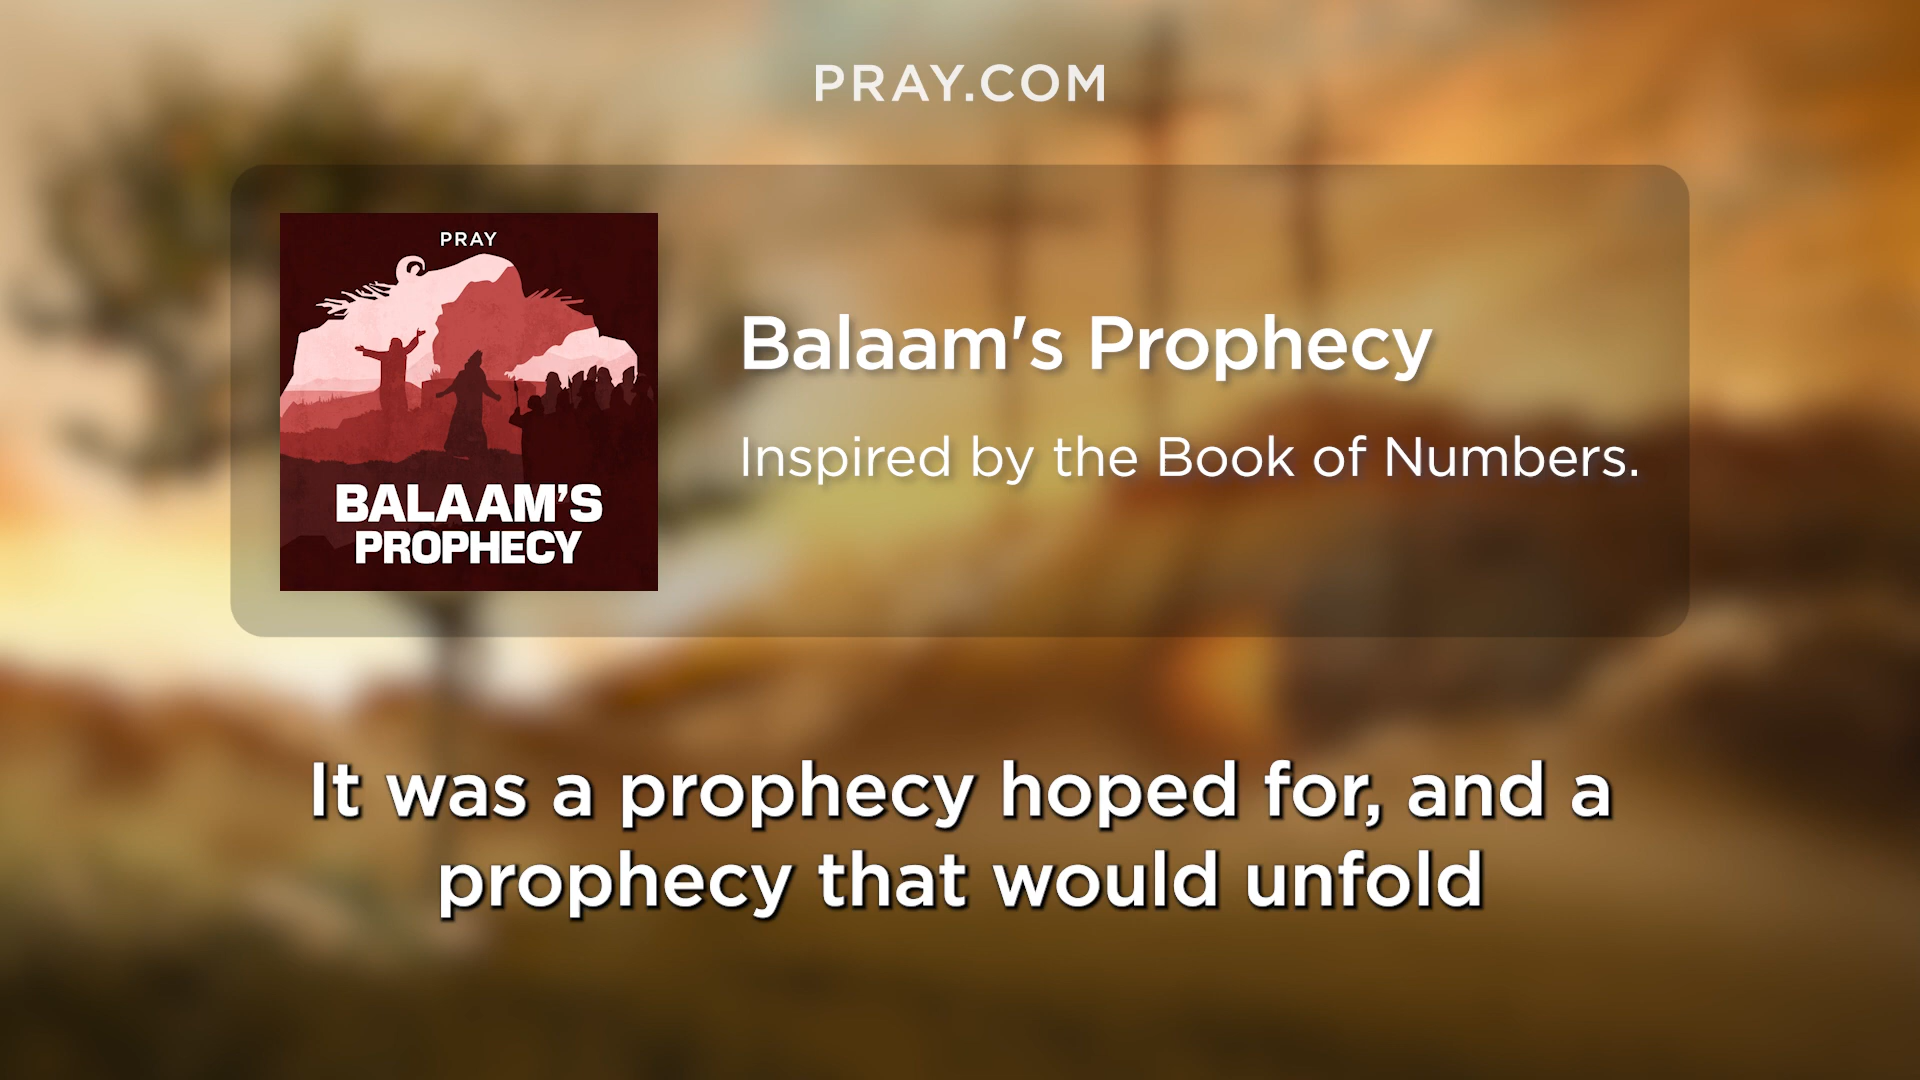 PRAY.COM
PRAY
BALAAM'S
PROPHECY
Balaam's Prophecy
Inspired by the Book of Numbers.
It was a prophecy hoped for, and a
prophecy that would unfold